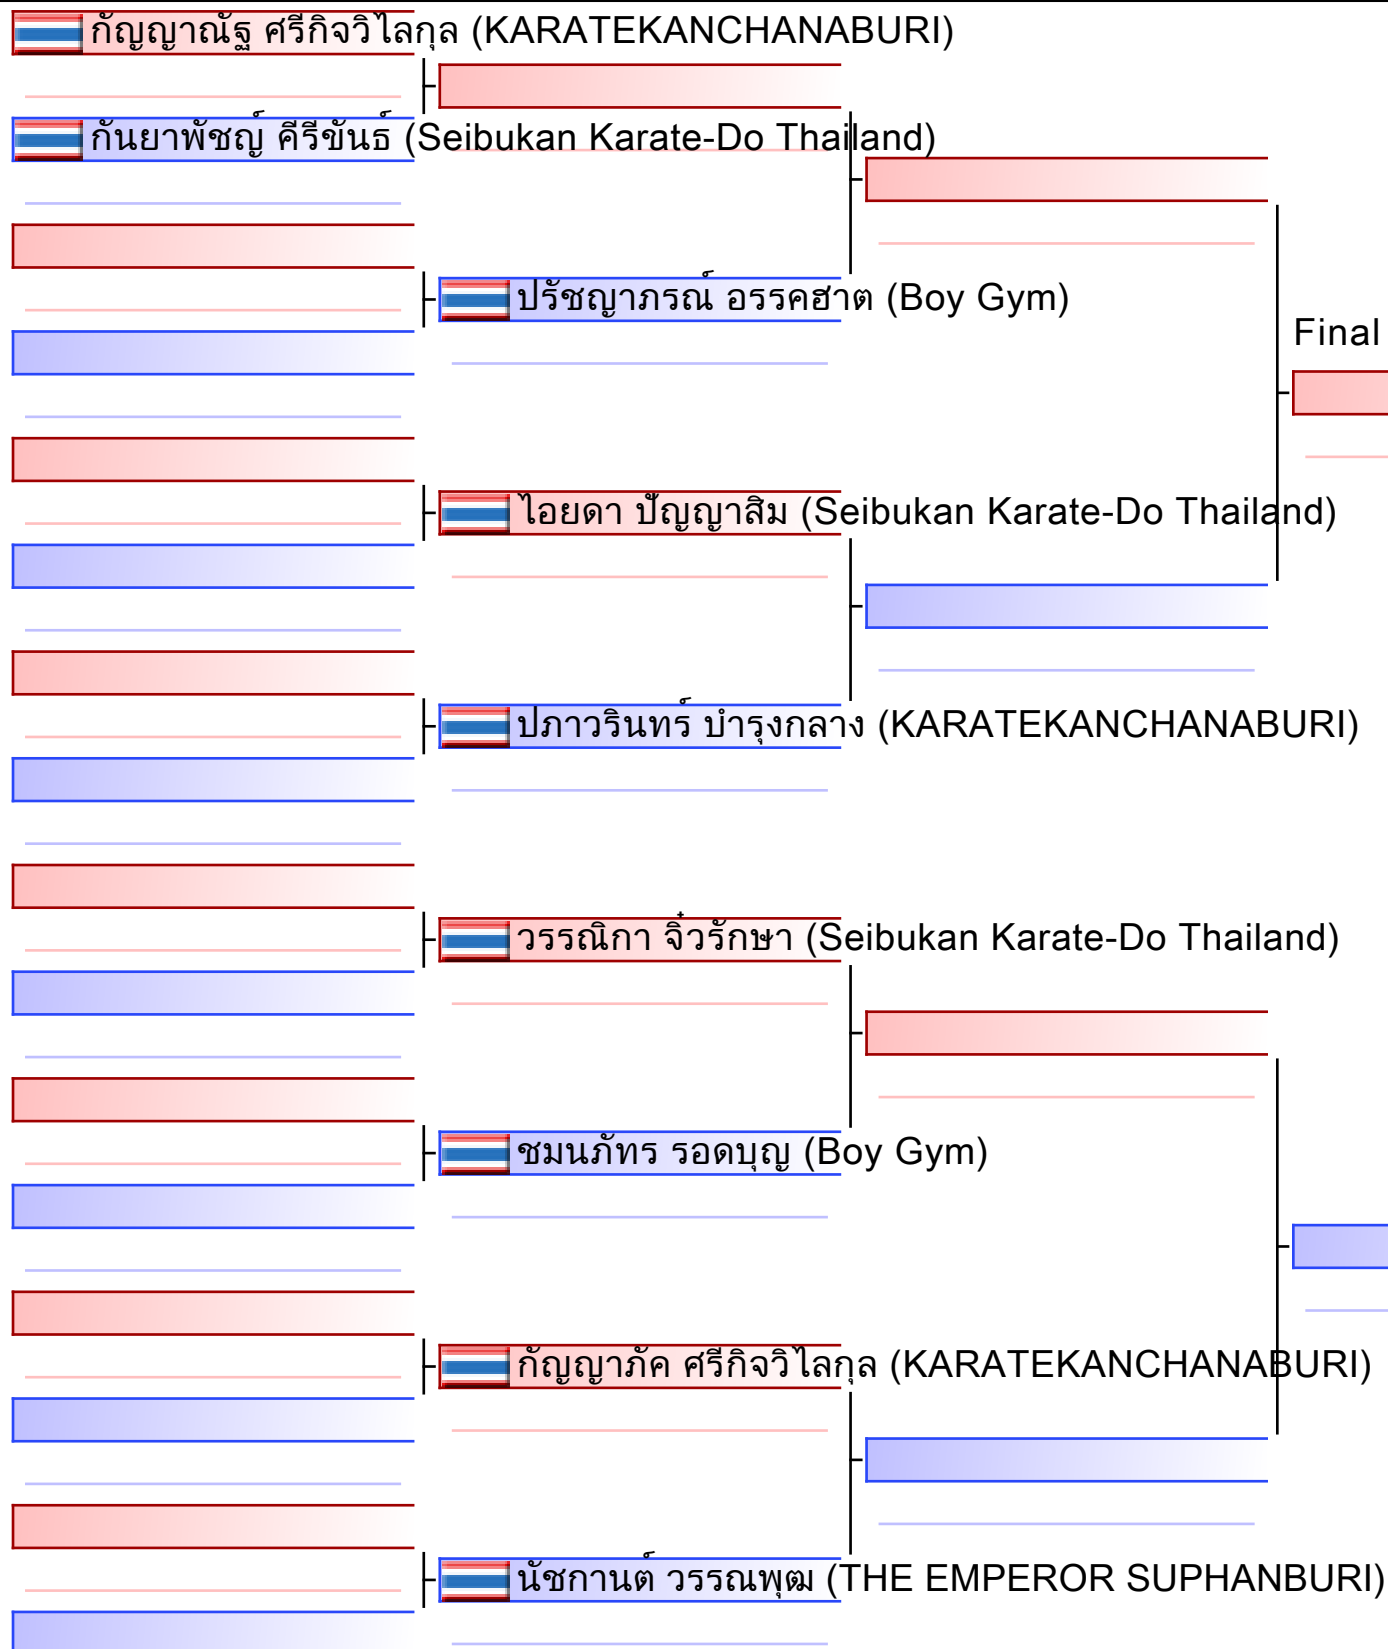 กัญญาณัฐ ศรีกิจวิไลกุล (KARATEKANCHANABURI)
กันยาพัชญ์ คีรีขันธ์ (Seibukan Karate-Do Thailand)
ปรัชญาภรณ์ อรรคฮาต (Boy Gym)
Final
ไอยดา ปัญญาสิม (Seibukan Karate-Do Thailand)
ปภาวรินทร์ บำรุงกลาง (KARATEKANCHANABURI)
วรรณิกา จิ๋วรักษา (Seibukan Karate-Do Thailand)
ชมนภัทร รอดบุญ (Boy Gym)
กัญญาภัค ศรีกิจวิไลกุล (KARATEKANCHANABURI)
นัชกานต์ วรรณพุฒ (THE EMPEROR SUPHANBURI)